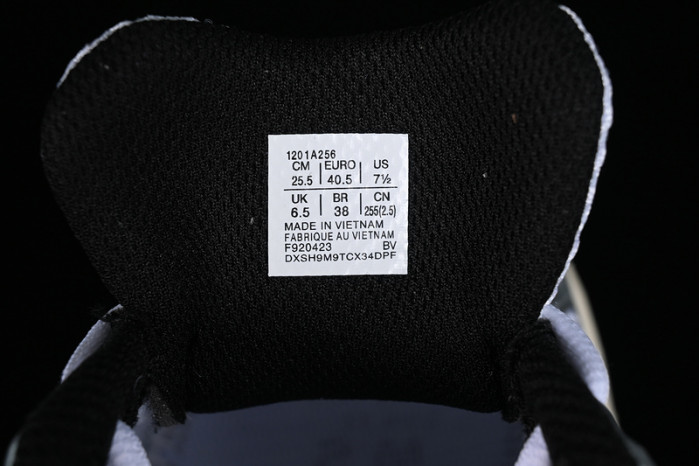 1201A256
CM | EURO | US
25.5 | 40.5 | 7½
UK | BR | CN
6.5 | 38 | 255(2.5)
MADE IN VIETNAM
FABRIQUE AU VIETNAM
F920423 BV
DXSH9M9TCX34DPF